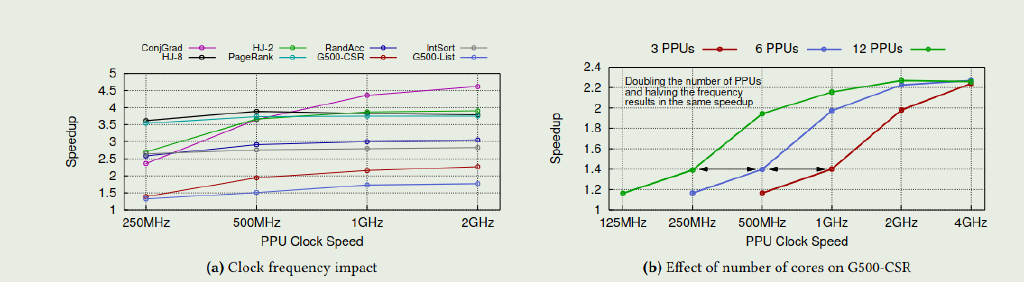 ConjGrad HJ-2 RandAcc IntSort
HJ-8 PageRank G500-CSR G500-List
5
4.5
4
3.5
3
2.5
2
1.5
1
Speedup
250MHz 500MHz 1GHz 2GHz
PPU Clock Speed
(a) Clock frequency impact
3 PPUs 6 PPUs 12 PPUs
2.4
2.2
2
1.8
1.6
1.4
1.2
1
Speedup
Doubling the number of PPUs
and halving the frequency
results in the same speedup
125MHz 250MHz 500MHz 1GHz 2GHz 4GHz
PPU Clock Speed
(b) Effect of number of cores on G500-CSR